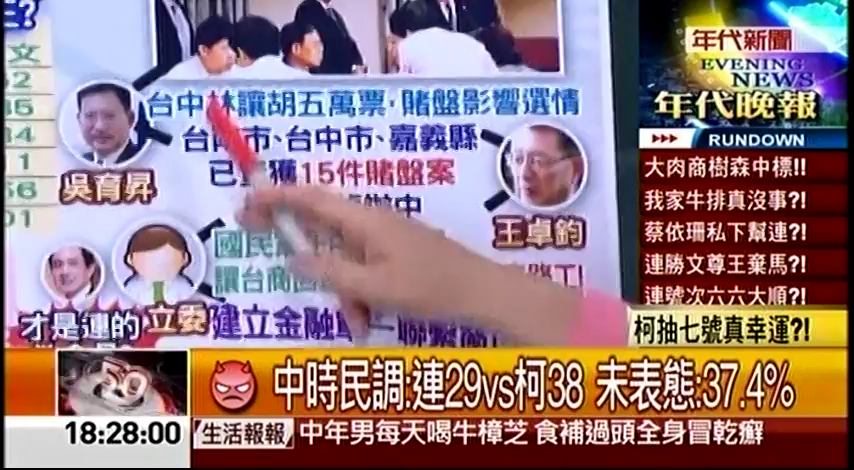 年代新聞
EVENING
NEWS
年代晚報
RUNDOWN
大肉商樹森中標!!
我家牛排真沒事?!
蔡依珊私下幫連?!
連勝文尊王棄馬?!
連號次六六大順?!
柯抽七號真幸運?!
台中林讓胡五萬票,賭盤影響選情
市、台中市、嘉義縣
獲15件賭盤案
吳育昇
王卓鈞
國民
讓台商
才是連的
立委
建立金融
中時民調:連29vs柯38 未表態:37.4%
50
18:28:00
生活報報
中年男每天喝牛樟芝 食補過頭全身冒乾癬